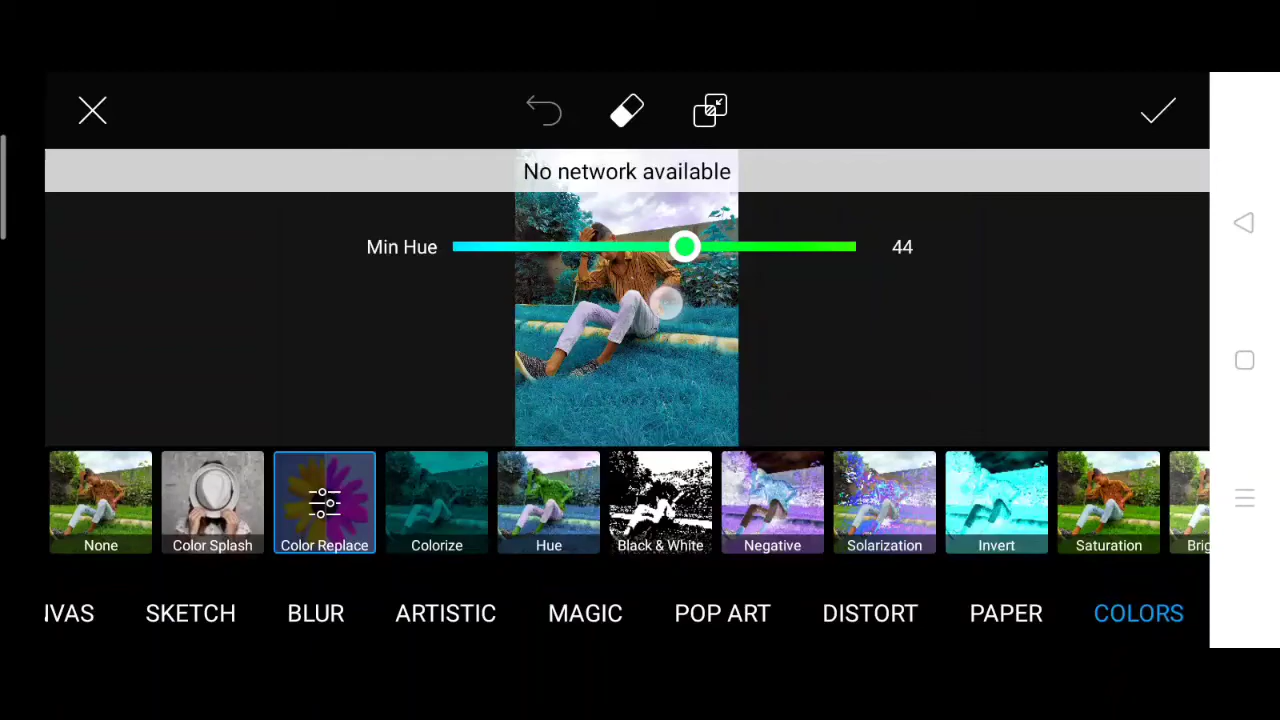 No network available
Min Hue 44
None Color Splash Color Replace Colorize Hue Black & White Negative Solarization Invert Saturation Brig
IVAS SKETCH BLUR ARTISTIC MAGIC POP ART DISTORT PAPER COLORS